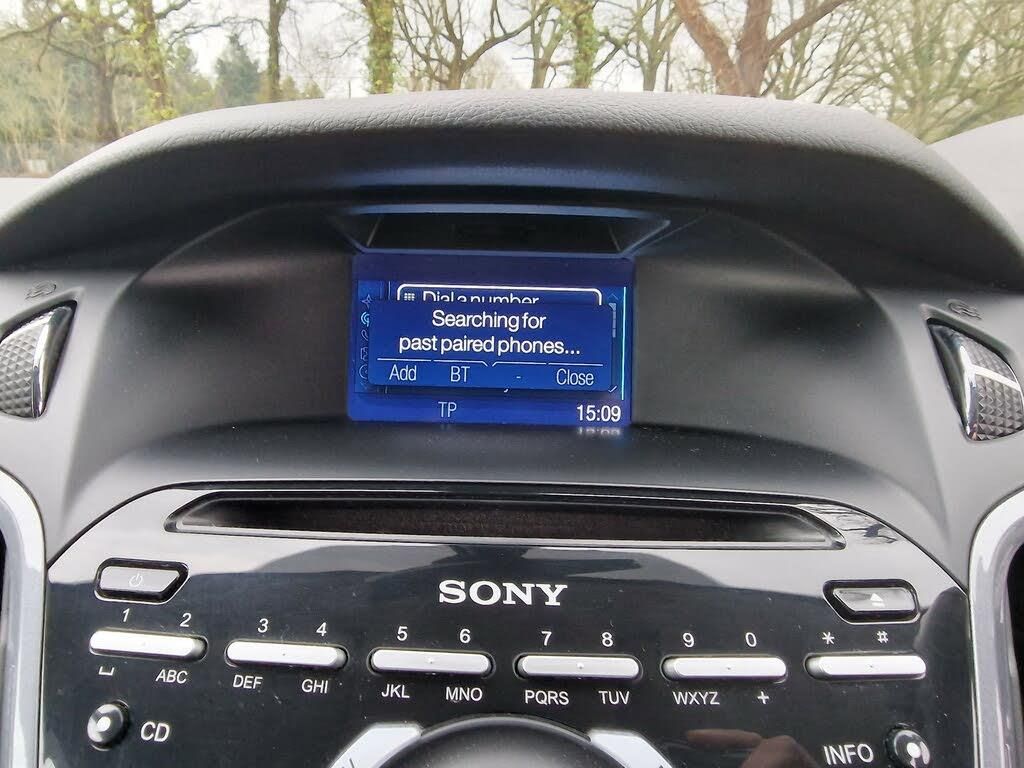 Dial a number
Searching for
past paired phones...
Add BT - Close
TP 15:09
SONY
1 2 3 4 5 6 7 8 9 0 * #
ABC DEF GHI JKL MNO PQRS TUV WXYZ +
CD INFO